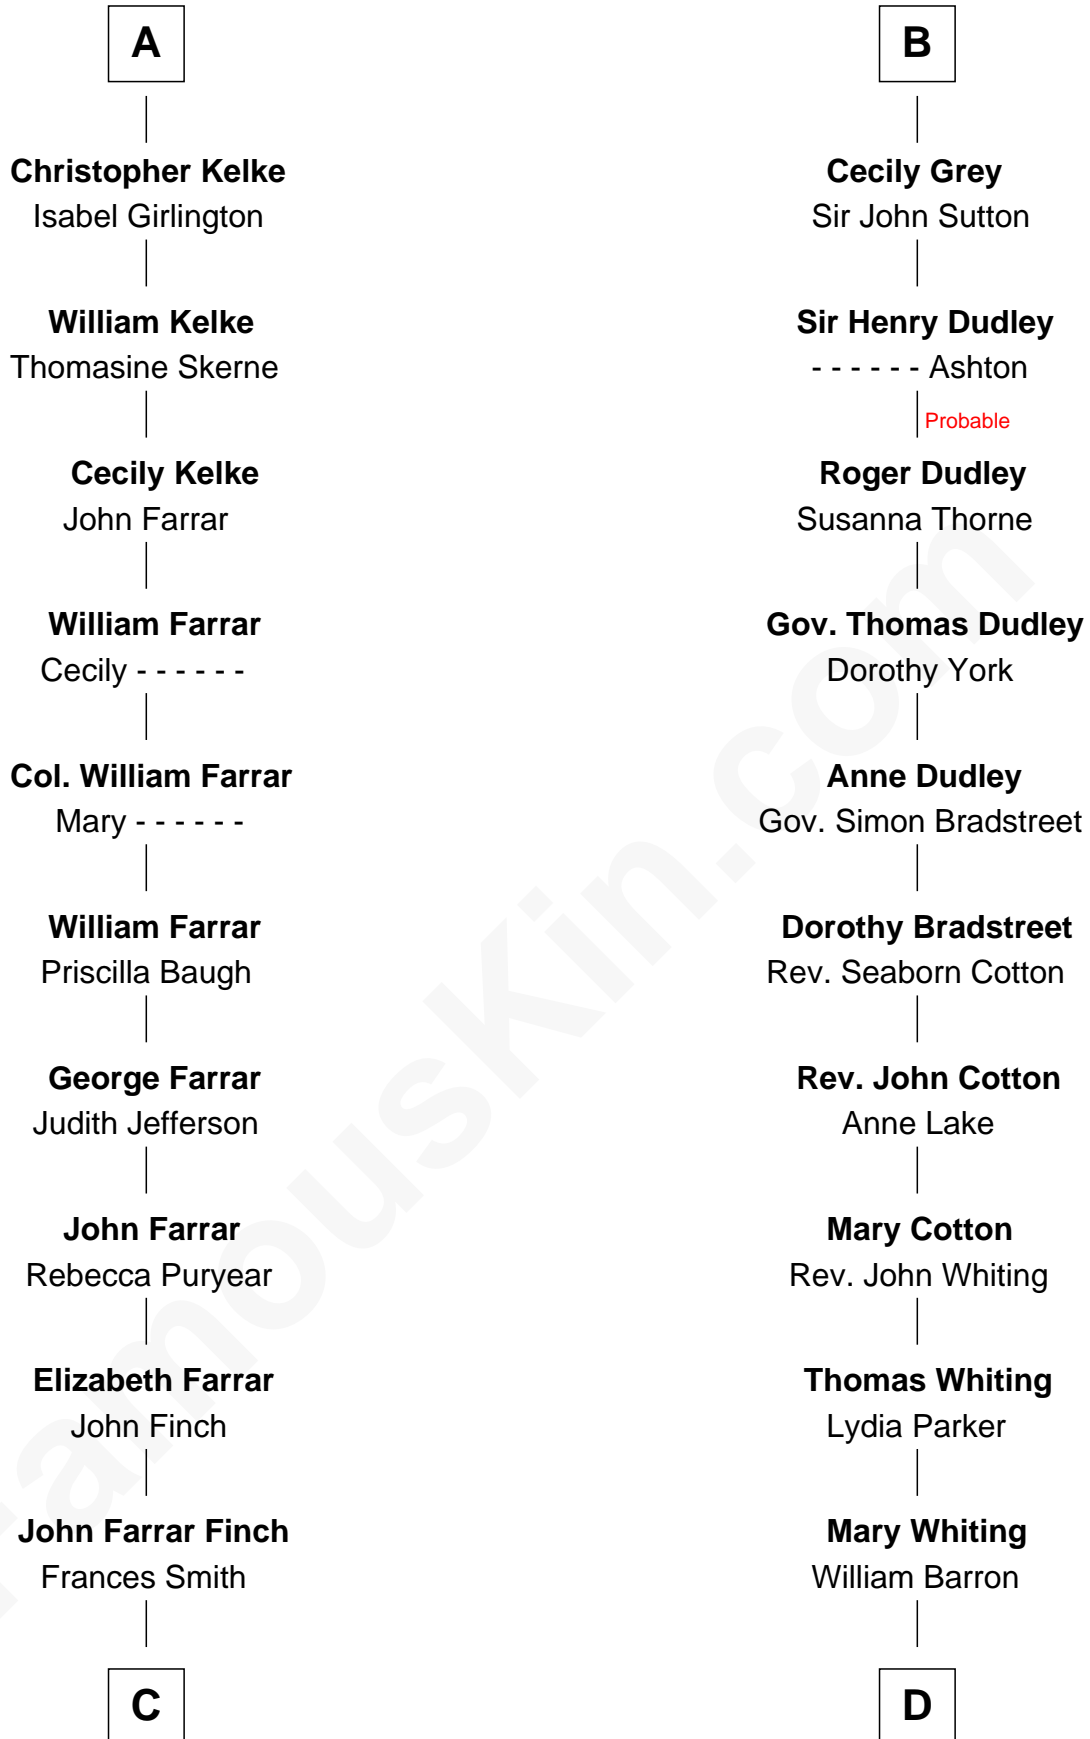 A
Christopher Kelke
Isabel Girlington
William Kelke
Thomasine Skerne
Cecily Kelke
John Farrar
William Farrar
Cecily - - - - - -
Col. William Farrar
Mary - - - - - -
William Farrar
Priscilla Baugh
George Farrar
Judith Jefferson
John Farrar
Rebecca Puryear
Elizabeth Farrar
John Finch
John Farrar Finch
Frances Smith
C
B
Cecily Grey
Sir John Sutton
Sir Henry Dudley
- - - - - - Ashton
Probable
Roger Dudley
Susanna Thorne
Gov. Thomas Dudley
Dorothy York
Anne Dudley
Gov. Simon Bradstreet
Dorothy Bradstreet
Rev. Seaborn Cotton
Rev. John Cotton
Anne Lake
Mary Cotton
Rev. John Whiting
Thomas Whiting
Lydia Parker
Mary Whiting
William Barron
D
FamousKin.com